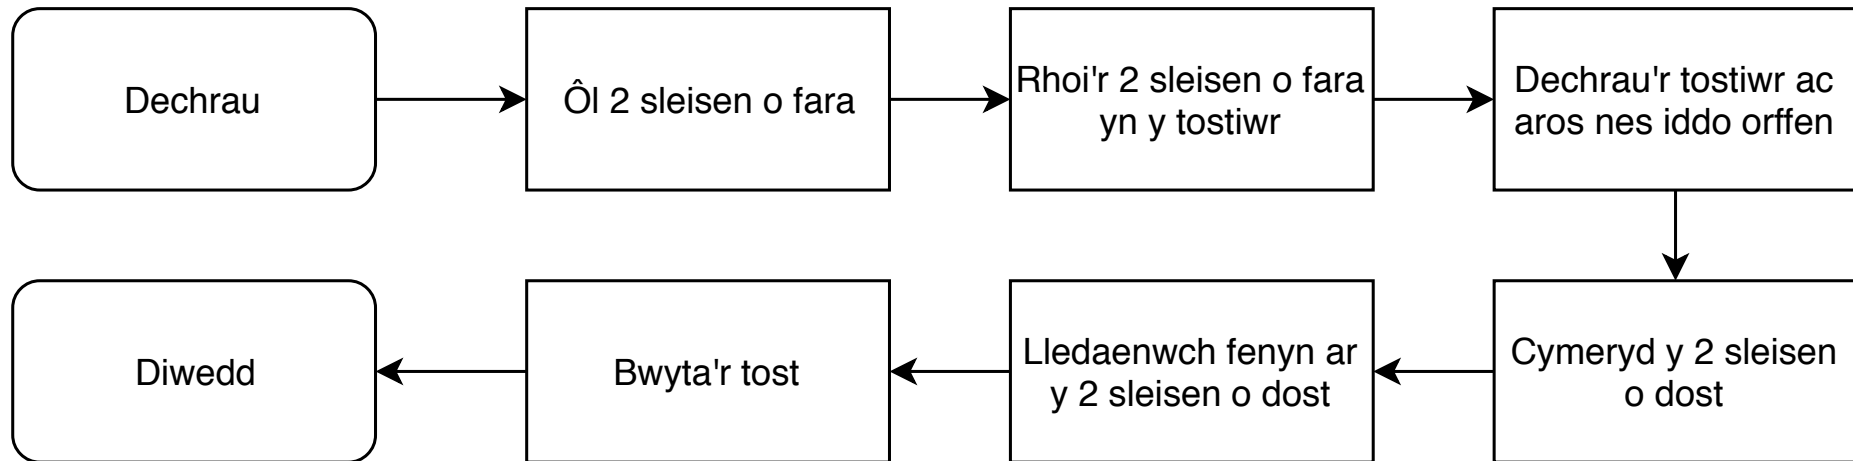 Dechrau
Ôl 2 sleisen o fara
Rhoi'r 2 sleisen o fara
yn y tostiwr
Dechrau'r tostiwr ac
aros nes iddo orffen
Cymeryd y 2 sleisen
o dost
Lledaenwch fenyn ar
y 2 sleisen o dost
Bwyta'r tost
Diwedd